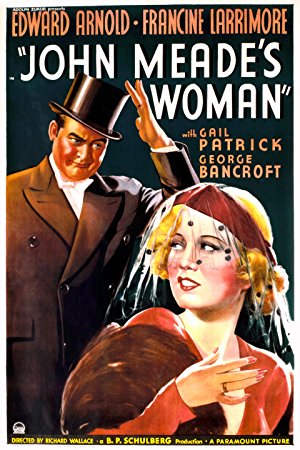 ADOLPH ZUKOR presents
EDWARD ARNOLD · FRANCINE LARRIMORE
in
"JOHN MEADE'S
WOMAN"
with GAIL
PATRICK
GEORGE
BANCROFT
DIRECTED BY RICHARD WALLACE · a B. P. SCHULBERG Production · A PARAMOUNT PICTURE